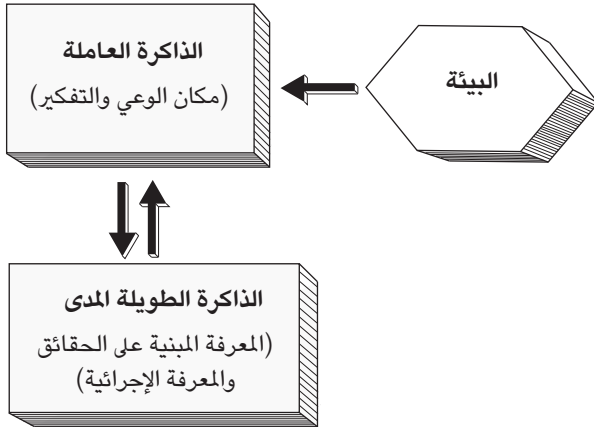 الذاكرة العاملة
(مكان الوعي والتفكير)
البيئة
الذاكرة الطويلة المدى
(المعرفة المبنية على الحقائق
والمعرفة الإجرائية)